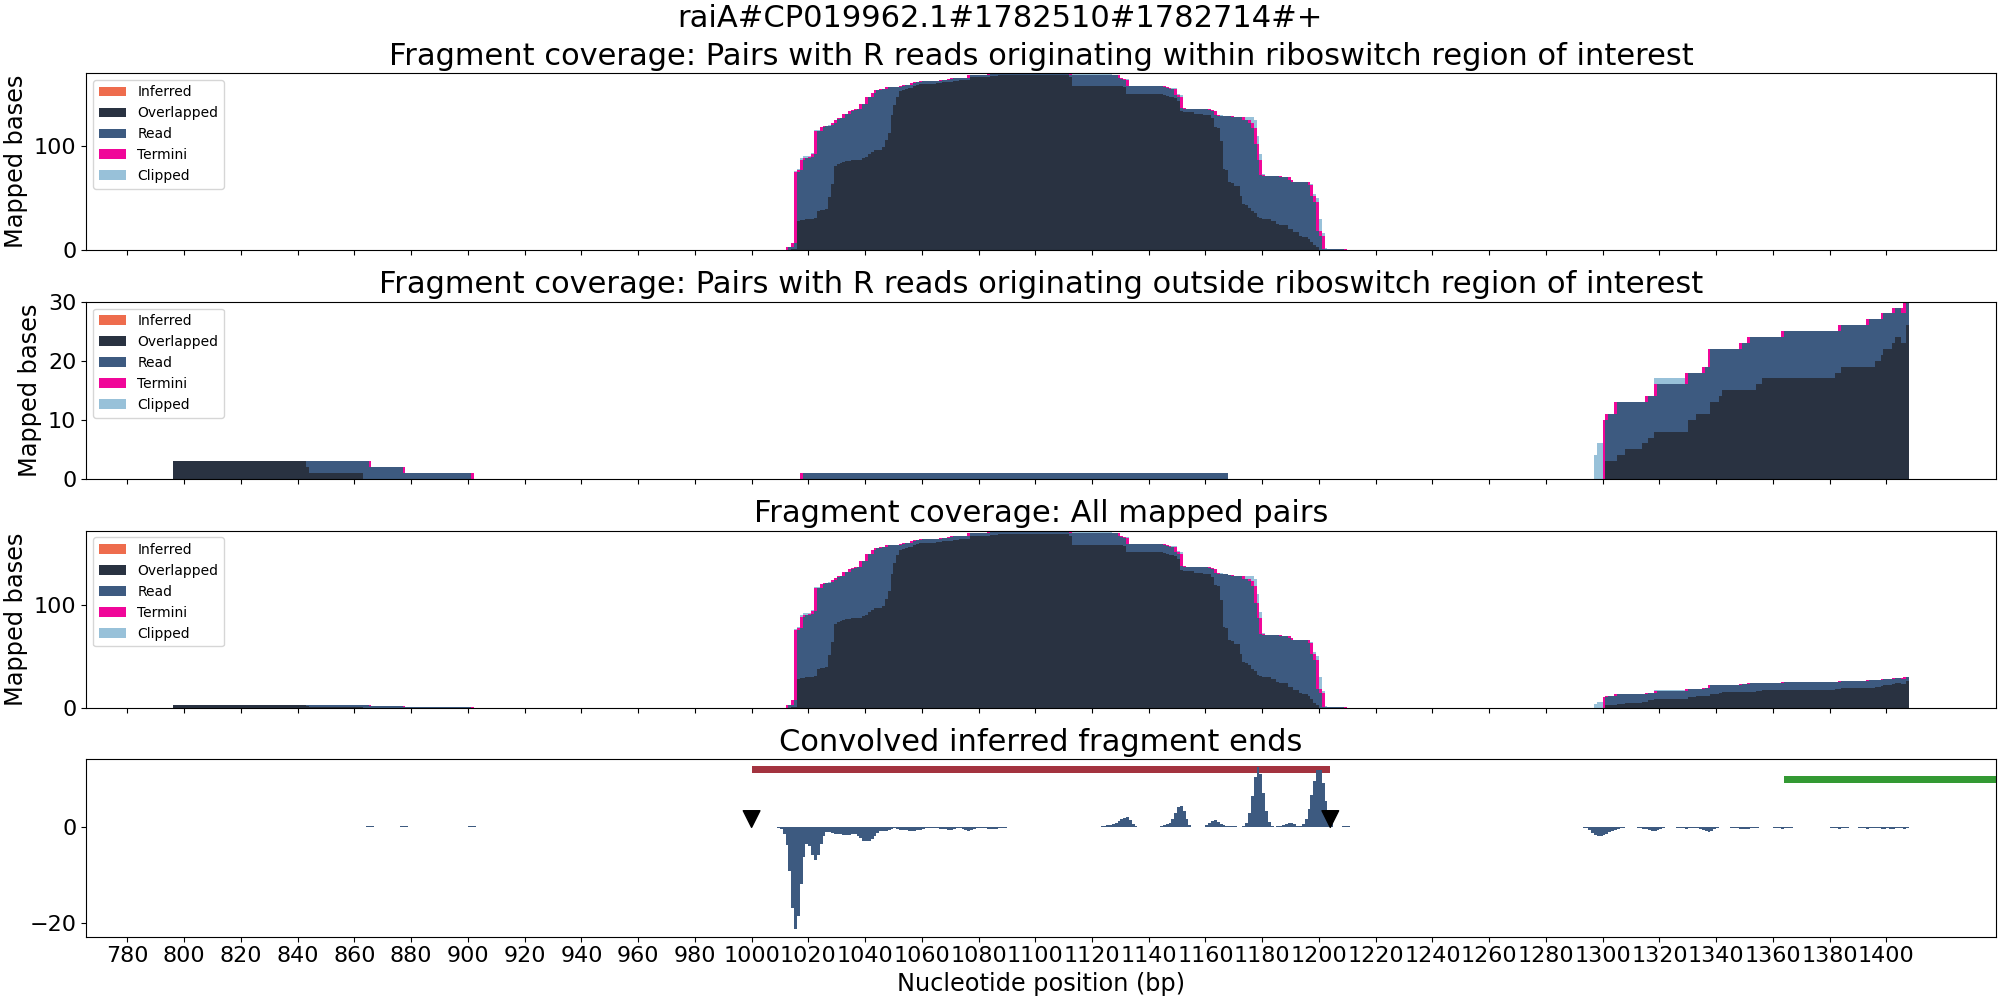 raiA#CP019962.1#1782510#1782714#+
Fragment coverage: Pairs with R reads originating within riboswitch region of interest
Mapped bases
100
0
Inferred
Overlapped
Read
Termini
Clipped
Fragment coverage: Pairs with R reads originating outside riboswitch region of interest
Mapped bases
30
20
10
0
Inferred
Overlapped
Read
Termini
Clipped
Fragment coverage: All mapped pairs
Mapped bases
100
0
Inferred
Overlapped
Read
Termini
Clipped
Convolved inferred fragment ends
0
−20
780 800 820 840 860 880 900 920 940 960 980 1000 1020 1040 1060 1080 1100 1120 1140 1160 1180 1200 1220 1240 1260 1280 1300 1320 1340 1360 1380 1400
Nucleotide position (bp)